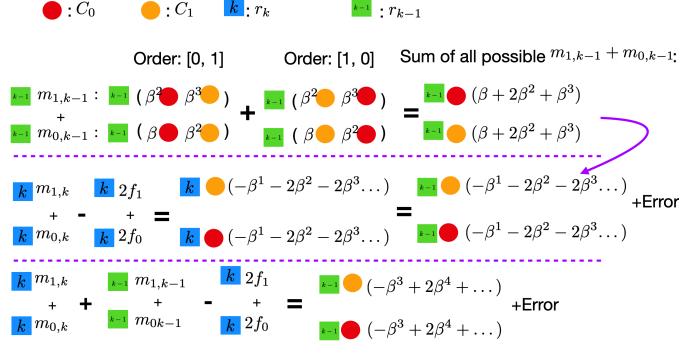 : C₀ : C₁ k : rₖ k−1 : rₖ₋₁
Order: [0, 1] Order: [1, 0] Sum of all possible m₁,ₖ₋₁ + m₀,ₖ₋₁:
k−1 m₁,ₖ₋₁ : k−1 ( β² β³ ) k−1 ( β² β³ ) k−1 (β + 2β² + β³)
+ + =
k−1 m₀,ₖ₋₁ : k−1 ( β β² ) k−1 ( β β² ) k−1 (β + 2β² + β³)
k m₁,ₖ k 2f₁ k (−β¹ − 2β² − 2β³...) k−1 (−β¹ − 2β² − 2β³...)
+ - + = = +Error
k m₀,ₖ k 2f₀ k (−β¹ − 2β² − 2β³...) k−1 (−β¹ − 2β² − 2β³...)
k m₁,ₖ k−1 m₁,ₖ₋₁ k 2f₁ k−1 (−β³ + 2β⁴ + ...)
+ + + - + = +Error
k m₀,ₖ k−1 m₀ₖ₋₁ k 2f₀ k−1 (−β³ + 2β⁴ + ...)